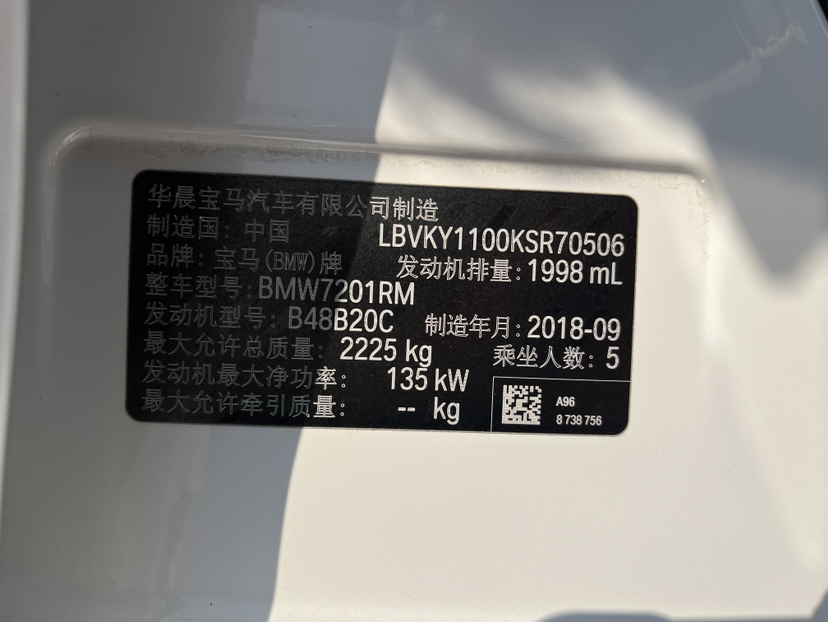 华晨宝马汽车有限公司制造
制造国: 中国 LBVKY1100KSR70506
品牌: 宝马(BMW)牌 发动机排量: 1998 mL
整车型号: BMW7201RM
发动机型号: B48B20C 制造年月: 2018-09
最大允许总质量: 2225 kg 乘坐人数: 5
发动机最大净功率: 135 kW
最大允许牵引质量: -- kg
A96
8 738 756